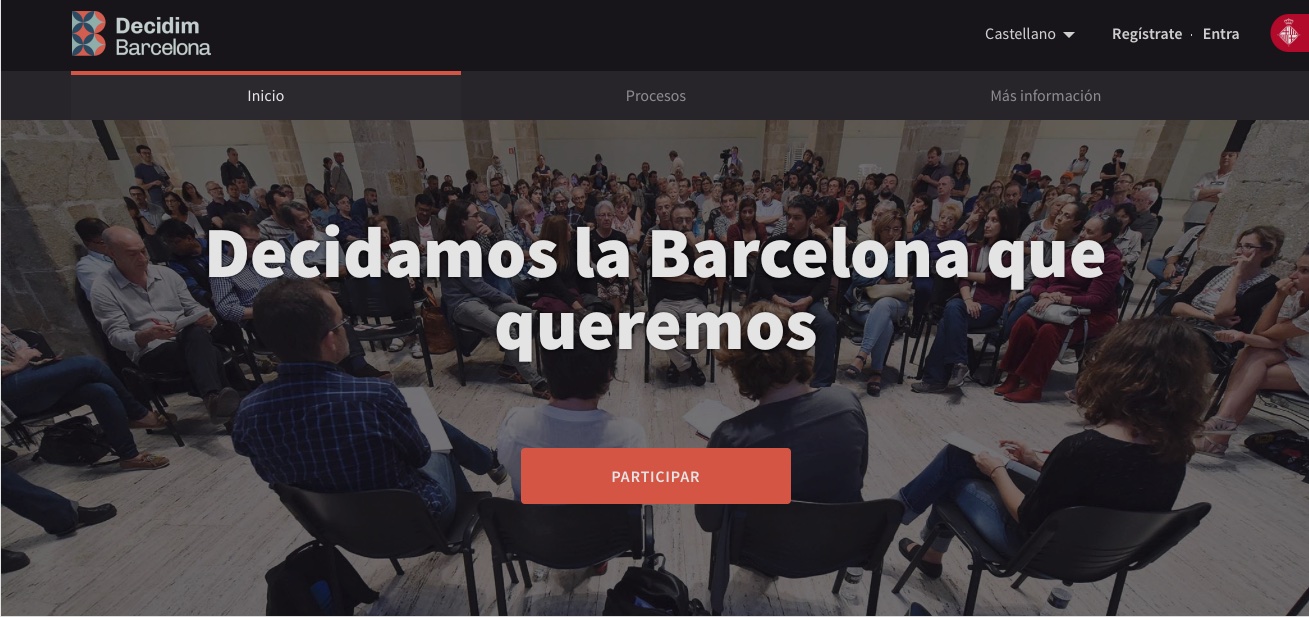 Decidim
Barcelona
Castellano
Regístrate · Entra
Inicio
Procesos
Más información
Decidamos la Barcelona que
queremos
PARTICIPAR